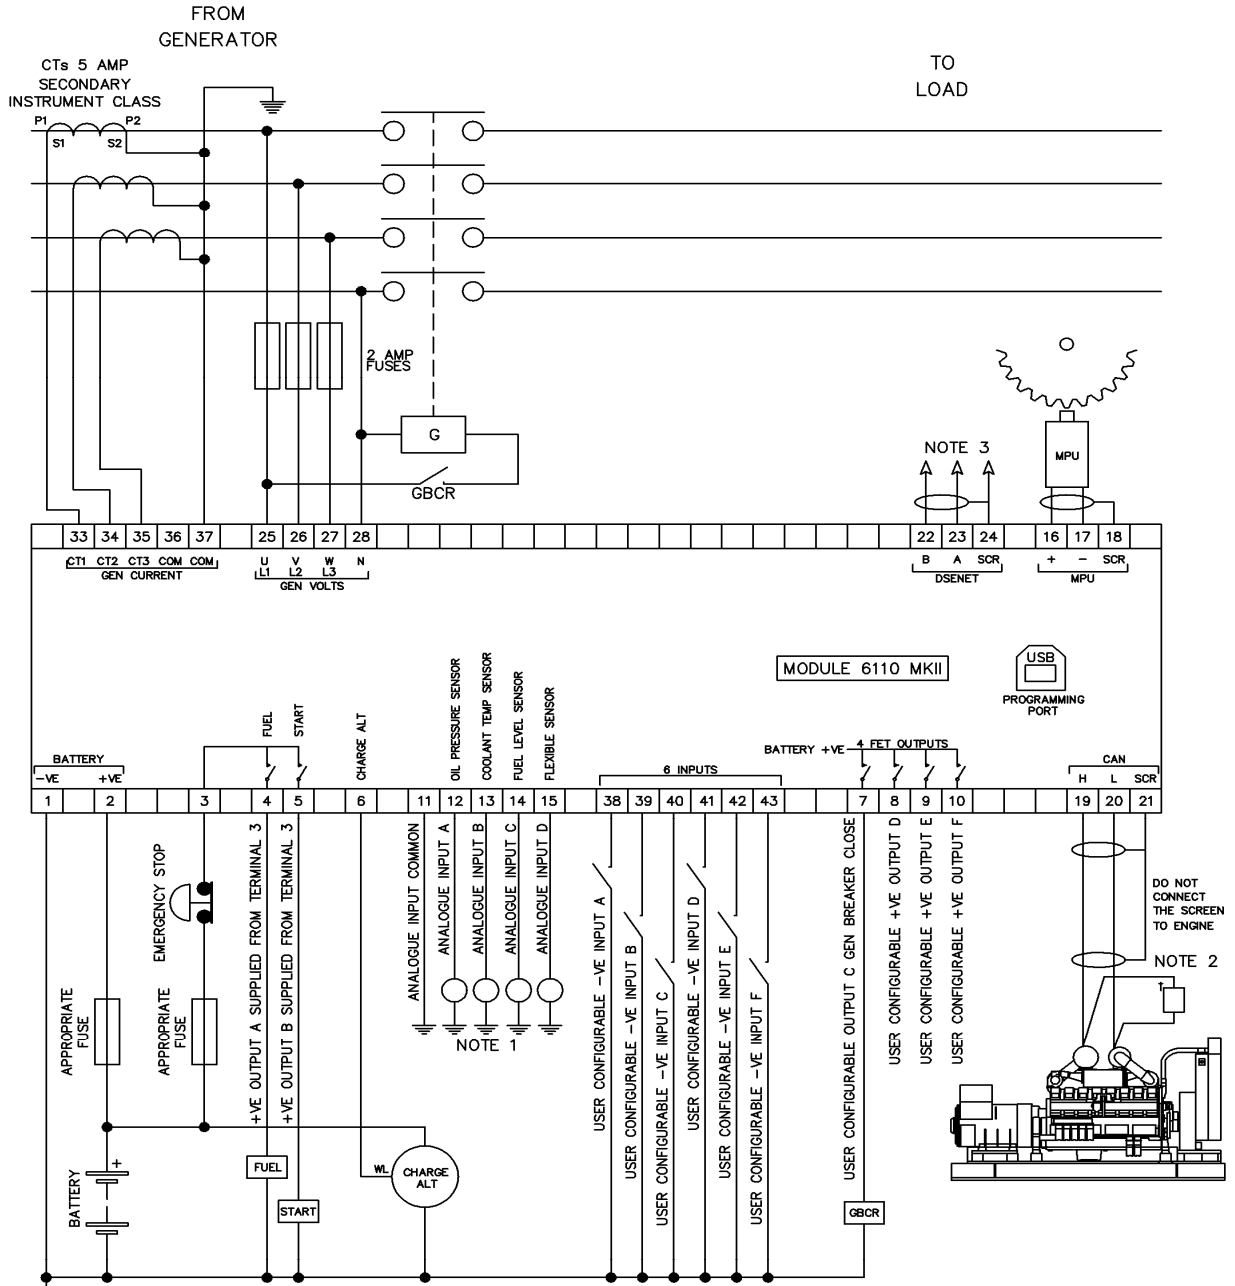 FROM
GENERATOR
CTs 5 AMP
SECONDARY
INSTRUMENT CLASS
TO
LOAD
P1
P2
S1
S2
2 AMP
FUSES
G
GBCR
NOTE 3
MPU
33 34 35 36 37 25 26 27 28 22 23 24 16 17 18
CT1 CT2 CT3 COM COM
GEN CURRENT
U V W N
L1 L2 L3
GEN VOLTS
B A SCR
DSENET
+ − SCR
MPU
MODULE 6110 MKII
USB
PROGRAMMING
PORT
FUEL
START
CHARGE ALT
OIL PRESSURE SENSOR
COOLANT TEMP SENSOR
FUEL LEVEL SENSOR
FLEXIBLE SENSOR
BATTERY
−VE +VE
6 INPUTS
BATTERY +VE
4 FET OUTPUTS
CAN
H L SCR
1 2 3 4 5 6 11 12 13 14 15 38 39 40 41 42 43 7 8 9 10 19 20 21
EMERGENCY STOP
APPROPRIATE
FUSE
APPROPRIATE
FUSE
+VE OUTPUT A SUPPLIED FROM TERMINAL 3
+VE OUTPUT B SUPPLIED FROM TERMINAL 3
ANALOGUE INPUT COMMON
ANALOGUE INPUT A
ANALOGUE INPUT B
ANALOGUE INPUT C
ANALOGUE INPUT D
NOTE 1
USER CONFIGURABLE −VE INPUT A
USER CONFIGURABLE −VE INPUT B
USER CONFIGURABLE −VE INPUT C
USER CONFIGURABLE −VE INPUT D
USER CONFIGURABLE −VE INPUT E
USER CONFIGURABLE −VE INPUT F
USER CONFIGURABLE OUTPUT C GEN BREAKER CLOSE
USER CONFIGURABLE +VE OUTPUT D
USER CONFIGURABLE +VE OUTPUT E
USER CONFIGURABLE +VE OUTPUT F
DO NOT
CONNECT
THE SCREEN
TO ENGINE
NOTE 2
BATTERY
+
FUEL
START
WL
CHARGE
ALT
GBCR